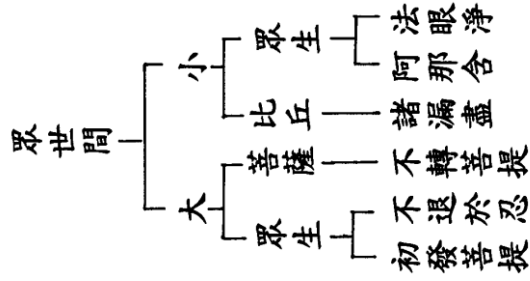 眾世間
小
大
眾生
比丘
菩薩
眾生
法眼淨
阿那含
諸漏盡
不轉菩提
不退於忍
初發菩提